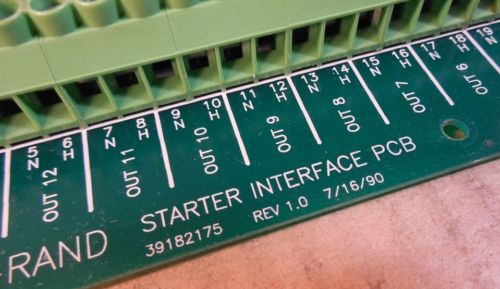 5 6 7 8 9 10 11 12 13 14 15 16 17 18 19
N H N H N H N H N H N H N H N
OUT 12 OUT 11 OUT 10 OUT 9 OUT 8 OUT 7 OUT 6
RAND STARTER INTERFACE PCB
39182175 REV 1.0 7/16/90